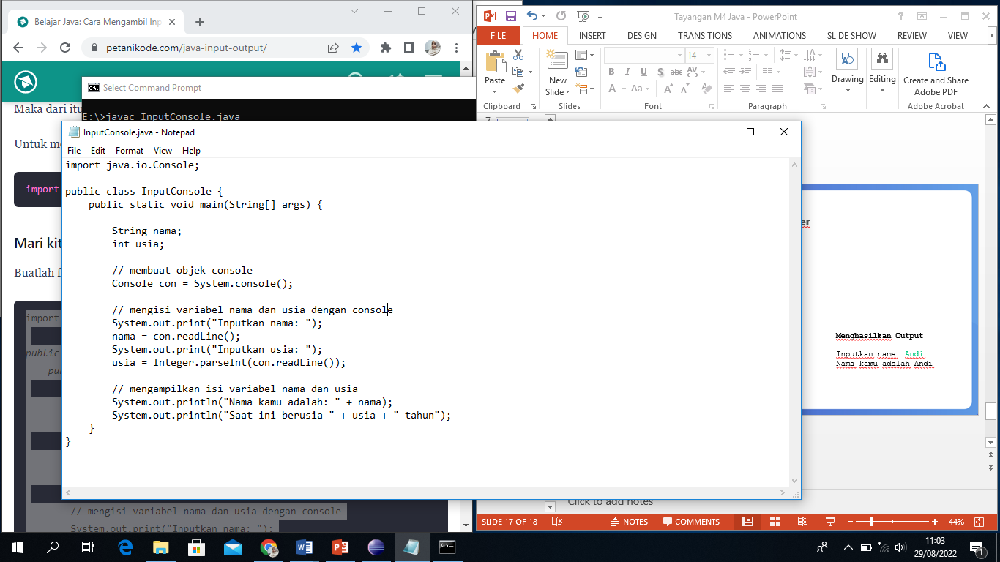 Belajar Java: Cara Mengambil Inp
petanikode.com/java-input-output/
Maka dari itu
Untuk me
import
Mari kit
Buatlah f
import
public
pu
// mengisi variabel nama dan usia dengan console
System.out.print("Inputkan nama: ");
Select Command Prompt
E:\>javac InputConsole.java
InputConsole.java - Notepad
File Edit Format View Help
import java.io.Console;
public class InputConsole {
public static void main(String[] args) {
String nama;
int usia;
// membuat objek console
Console con = System.console();
// mengisi variabel nama dan usia dengan console
System.out.print("Inputkan nama: ");
nama = con.readLine();
System.out.print("Inputkan usia: ");
usia = Integer.parseInt(con.readLine());
// mengampilkan isi variabel nama dan usia
System.out.println("Nama kamu adalah: " + nama);
System.out.println("Saat ini berusia " + usia + " tahun");
}
}
Tayangan M4 Java - PowerPoint
FILE HOME INSERT DESIGN TRANSITIONS ANIMATIONS SLIDE SHOW REVIEW VIEW
Paste
New
Slide
14
B I U S abc AV
A Aa A A
Drawing
Editing
Create and Share
Adobe PDF
Clipboard Slides Font Paragraph Adobe Acrobat
er
Menghasilkan Output
Inputkan nama: Andi
Nama kamu adalah Andi
Click to add notes
SLIDE 17 OF 18 NOTES COMMENTS 44%
11:03
29/08/2022
1